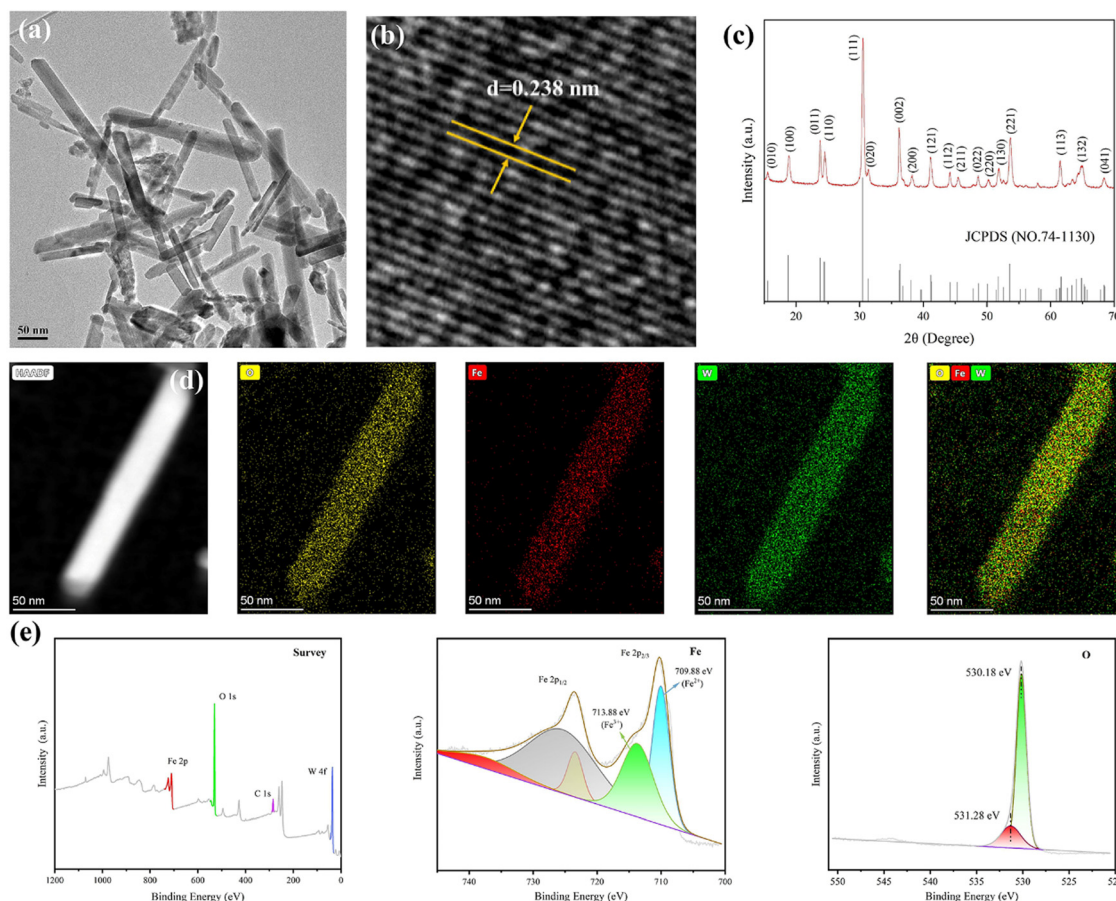 (a)
50 nm
(b)
d=0.238 nm
(c)
Intensity (a.u.)
(010)
(100)
(011)
(110)
(111)
(020)
(002)
(200)
(121)
(112)
(211)
(022)
(220)
(130)
(221)
(113)
(132)
(041)
JCPDS (NO.74-1130)
20 30 40 50 60 70
2θ (Degree)
HAADF
(d)
50 nm
O
50 nm
Fe
50 nm
W
50 nm
O Fe W
50 nm
(e)
Survey
O 1s
Fe 2p
C 1s
W 4f
Intensity (a.u.)
1200 1000 800 600 400 200 0
Binding Energy (eV)
Fe
Fe 2p2/3
Fe 2p1/2
709.88 eV
(Fe2+)
713.88 eV
(Fe3+)
Intensity (a.u.)
740 730 720 710 700
Binding Energy (eV)
O
530.18 eV
531.28 eV
Intensity (a.u.)
550 545 540 535 530 525 520
Binding Energy (eV)